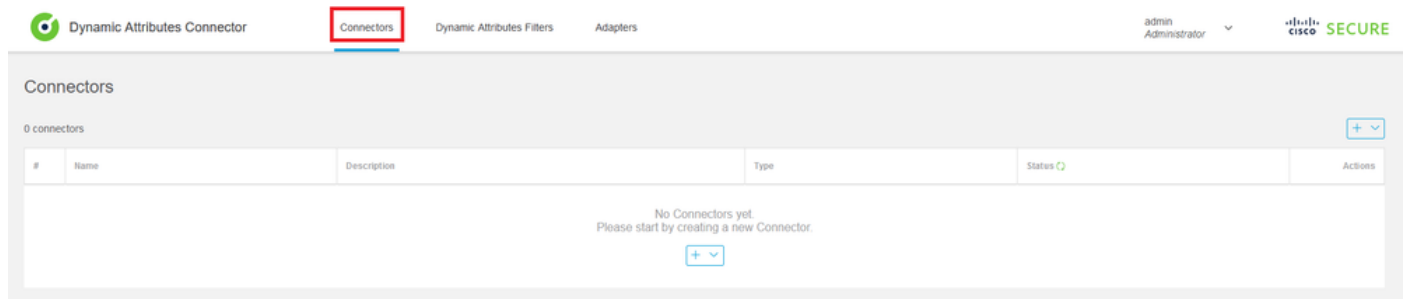 Dynamic Attributes Connector Connectors Dynamic Attributes Filters Adapters admin Administrator cisco SECURE
Connectors
0 connectors
# Name Description Type Status Actions
No Connectors yet.
Please start by creating a new Connector.